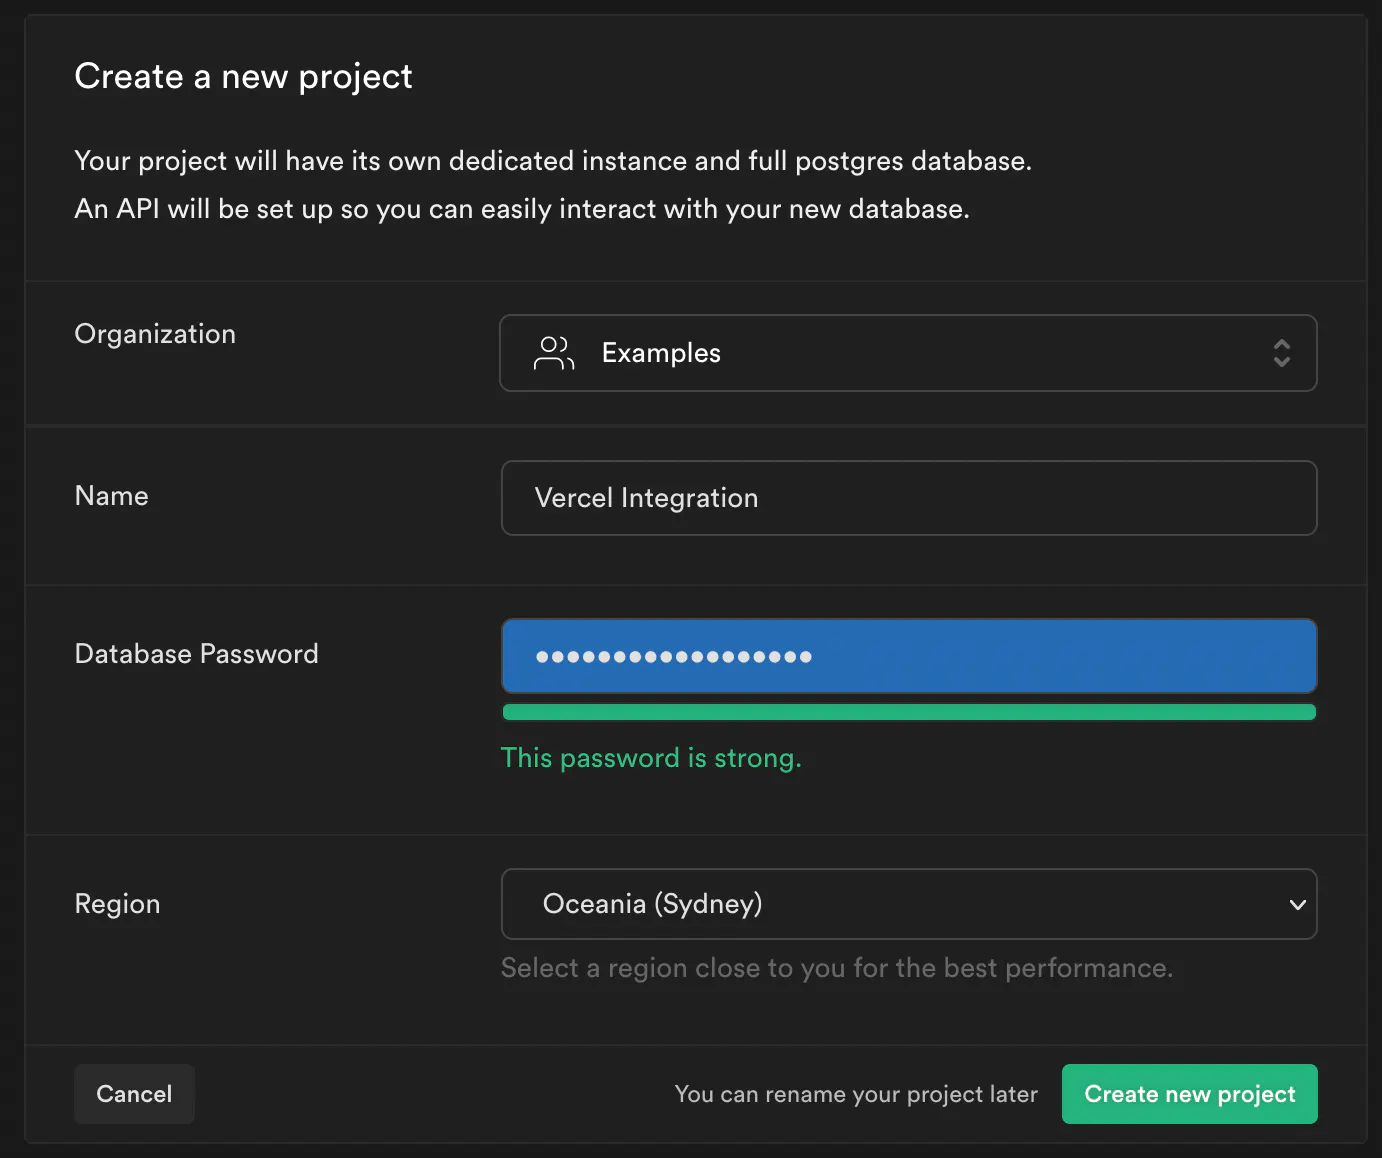 Create a new project
Your project will have its own dedicated instance and full postgres database.
An API will be set up so you can easily interact with your new database.
Organization
Examples
Name
Vercel Integration
Database Password
••••••••••••••••••
This password is strong.
Region
Oceania (Sydney)
Select a region close to you for the best performance.
Cancel
You can rename your project later
Create new project